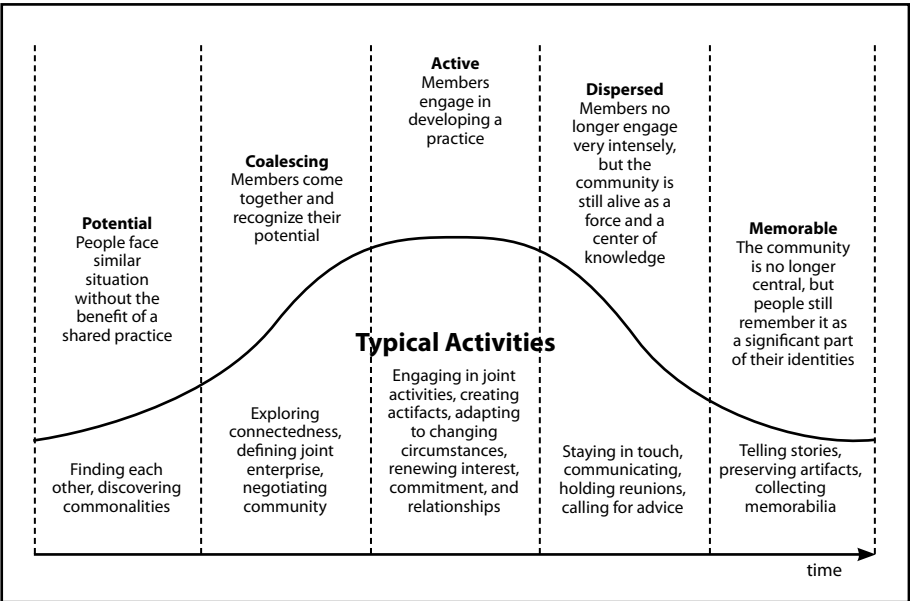 Potential
People face
similar
situation
without the
benefit of a
shared practice
Coalescing
Members come
together and
recognize their
potential
Active
Members
engage in
developing a
practice
Dispersed
Members no
longer engage
very intensely,
but the
community is
still alive as a
force and a
center of
knowledge
Memorable
The community
is no longer
central, but
people still
remember it as
a significant part
of their identities
Typical Activities
Finding each
other, discovering
commonalities
Exploring
connectedness,
defining joint
enterprise,
negotiating
community
Engaging in joint
activities, creating
artifacts, adapting
to changing
circumstances,
renewing interest,
commitment, and
relationships
Staying in touch,
communicating,
holding reunions,
calling for advice
Telling stories,
preserving artifacts,
collecting
memorabilia
time